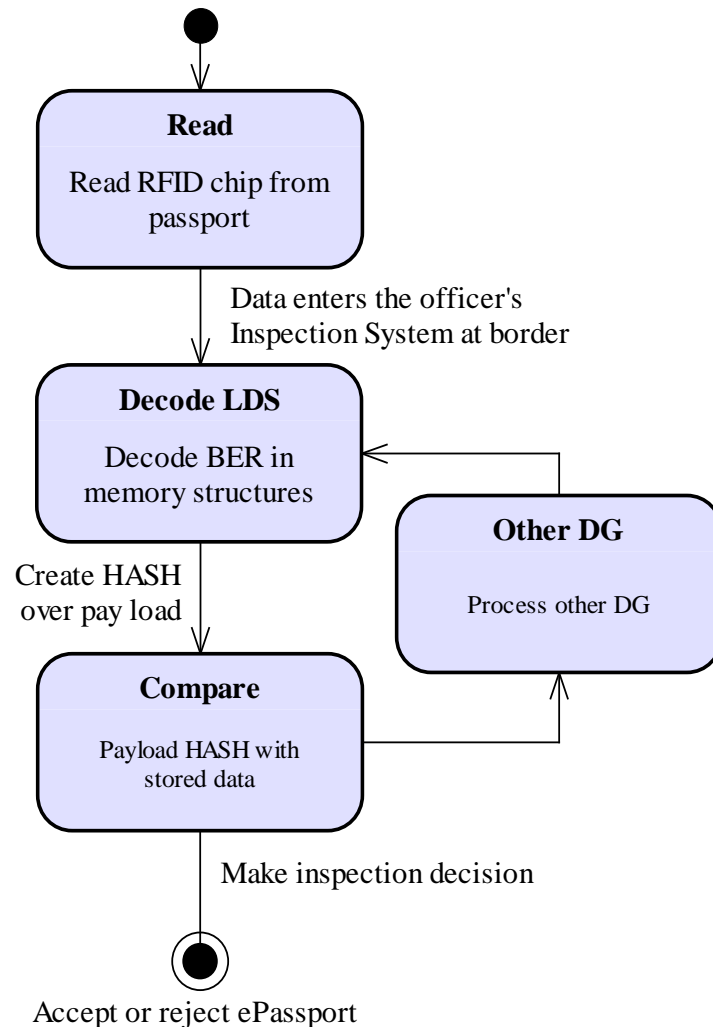 Read
Read RFID chip from
passport
Data enters the officer's
Inspection System at border
Decode LDS
Decode BER in
memory structures
Other DG
Process other DG
Create HASH
over pay load
Compare
Payload HASH with
stored data
Make inspection decision
Accept or reject ePassport